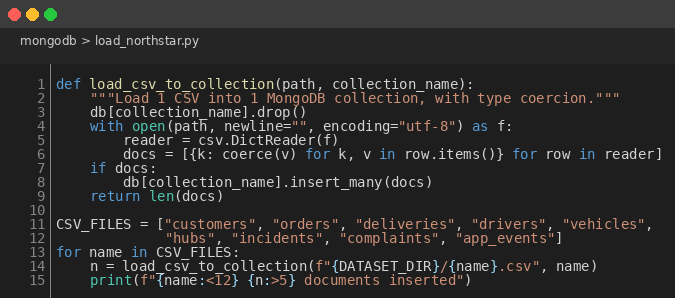 mongodb > load_northstar.py
1 def load_csv_to_collection(path, collection_name):
2     """Load 1 CSV into 1 MongoDB collection, with type coercion."""
3     db[collection_name].drop()
4     with open(path, newline="", encoding="utf-8") as f:
5         reader = csv.DictReader(f)
6         docs = [{k: coerce(v) for k, v in row.items()} for row in reader]
7     if docs:
8         db[collection_name].insert_many(docs)
9     return len(docs)
10
11 CSV_FILES = ["customers", "orders", "deliveries", "drivers", "vehicles",
12              "hubs", "incidents", "complaints", "app_events"]
13 for name in CSV_FILES:
14     n = load_csv_to_collection(f"{DATASET_DIR}/{name}.csv", name)
15     print(f"{name:<12} {n:>5} documents inserted")